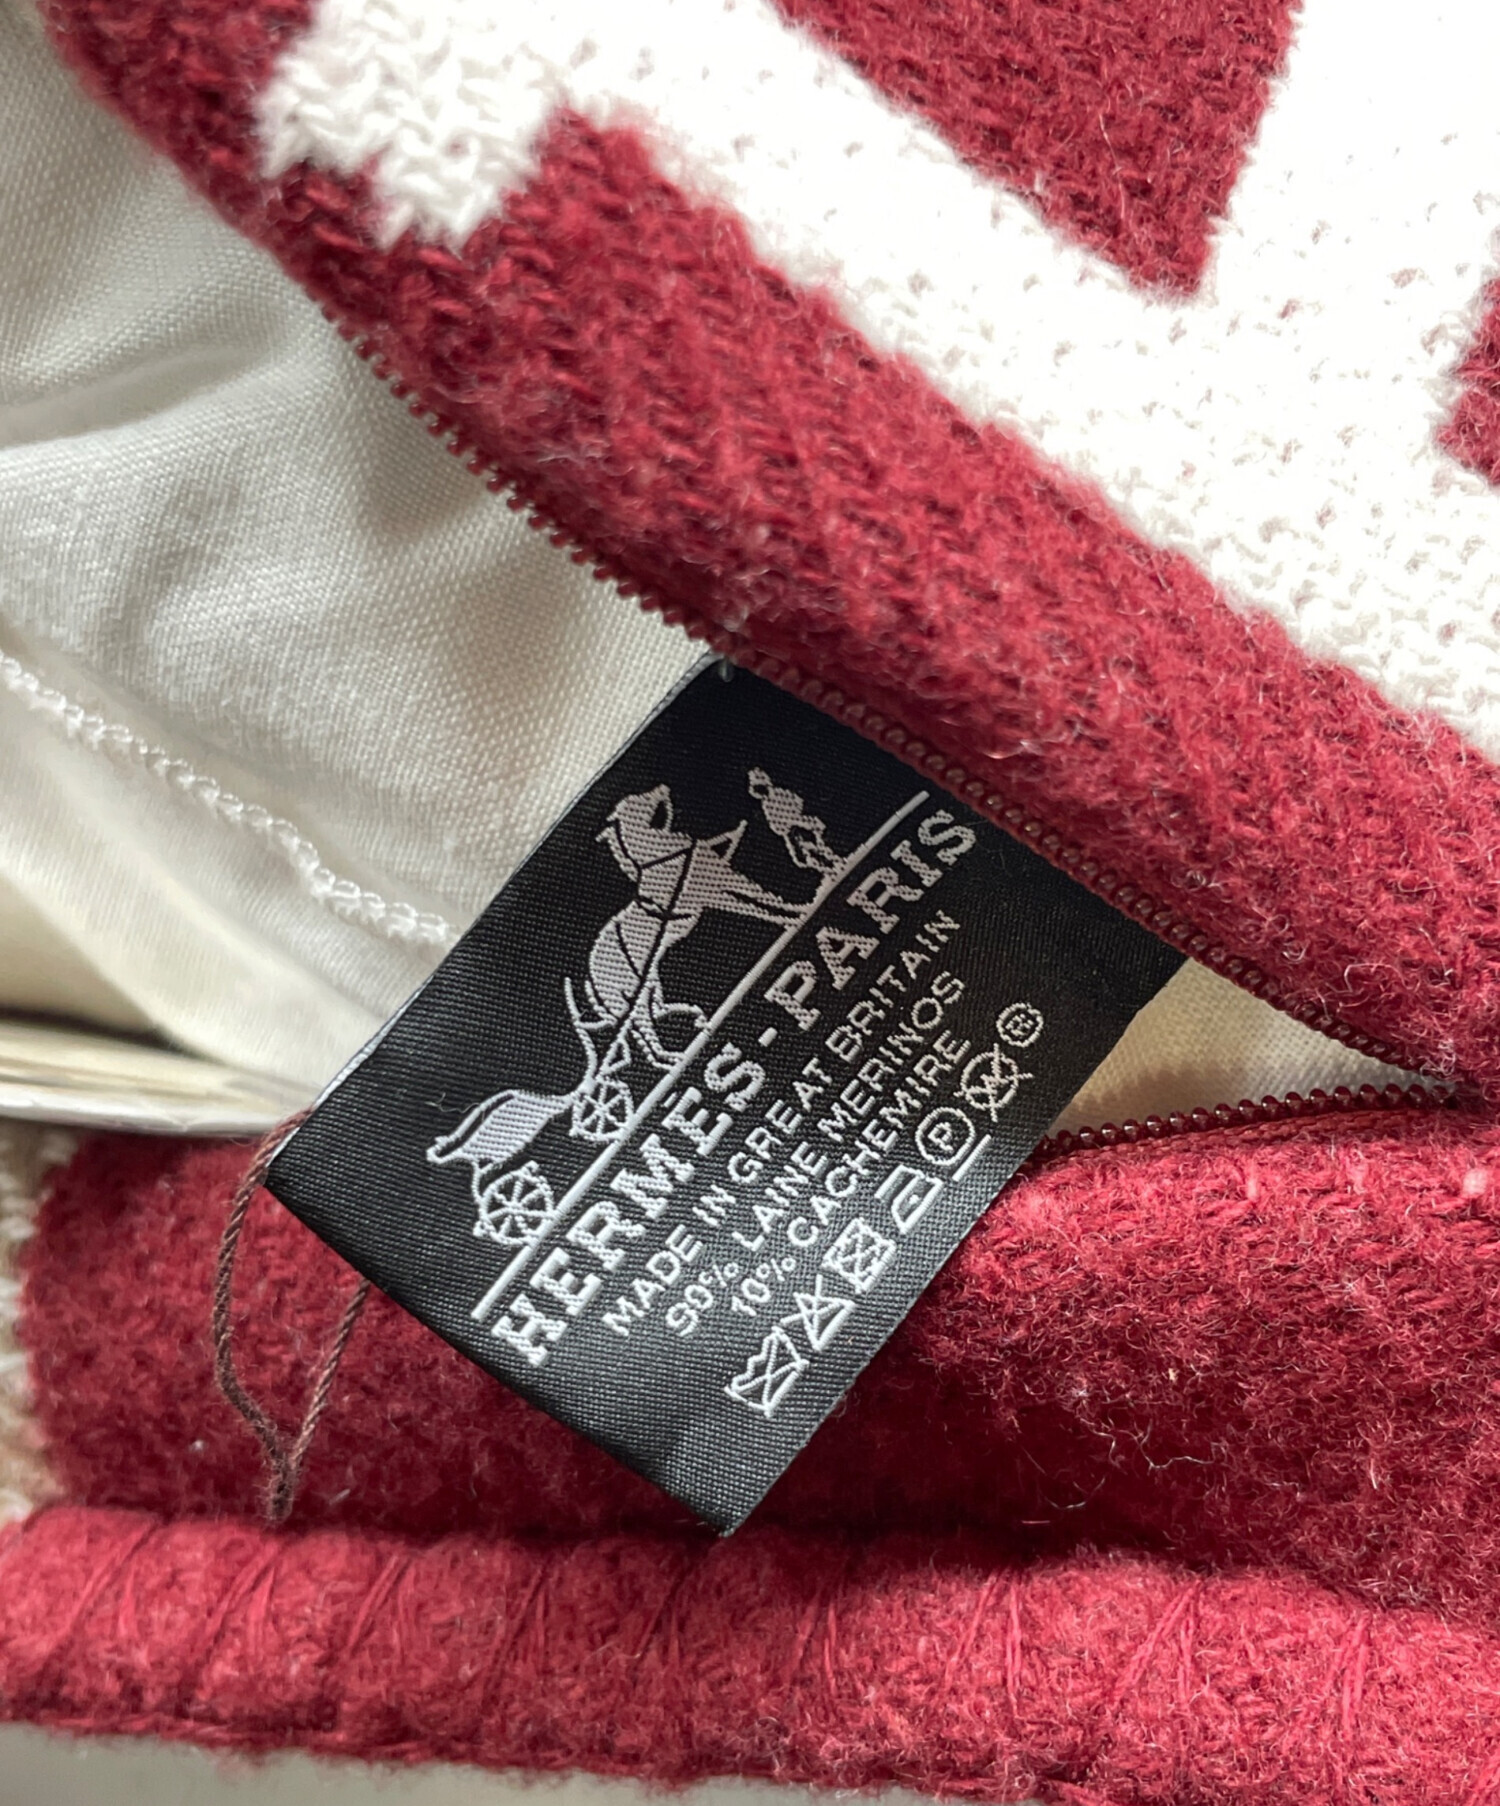 HERMES-PARIS
MADE IN GREAT BRITAIN
90% LAINE MERINOS
10% CACHEMIRE
P W